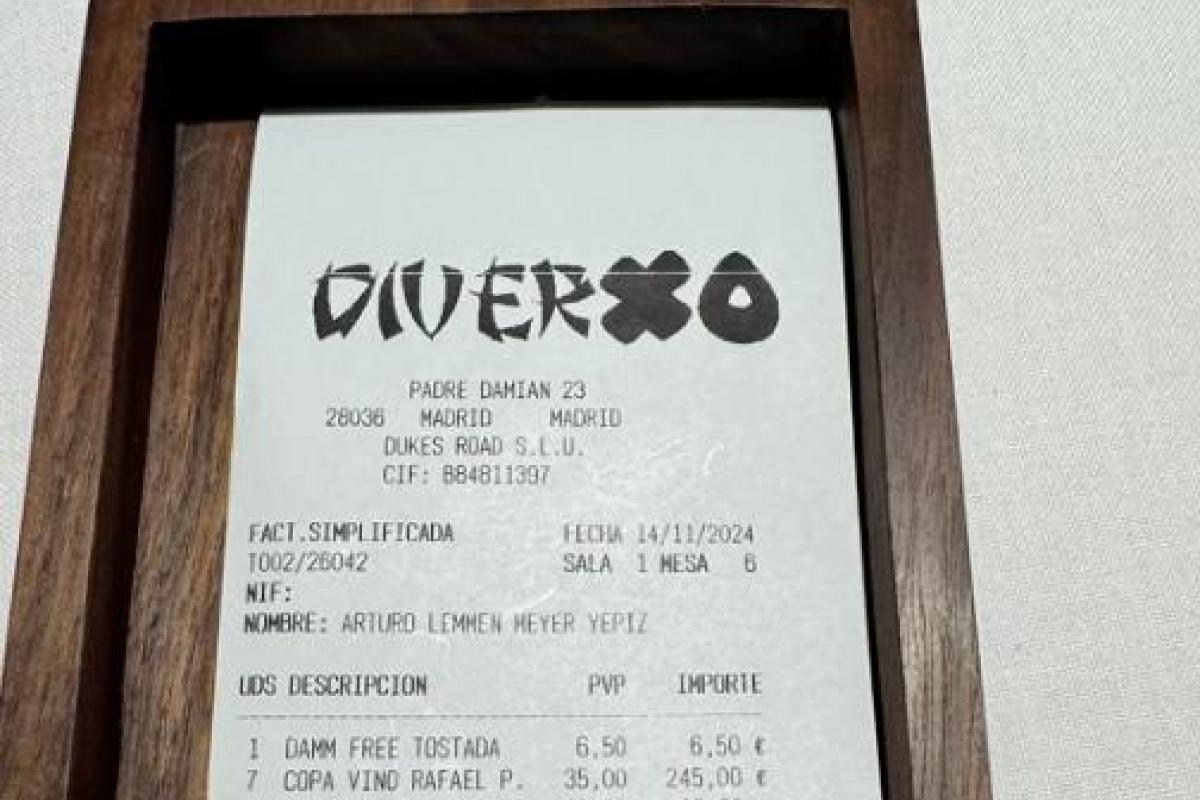 DIVERXO
PADRE DAMIAN 23
28036 MADRID MADRID
DUKES ROAD S.L.U.
CIF: B84811397
FACT.SIMPLIFICADA FECHA 14/11/2024
T002/26042 SALA 1 MESA 6
NIF:
NOMBRE: ARTURO LEMMEN MEYER YEPIZ
UDS DESCRIPCION PVP IMPORTE
1 DAMM FREE TOSTADA 6,50 6,50 €
7 COPA VINO RAFAEL P. 35,00 245,00 €